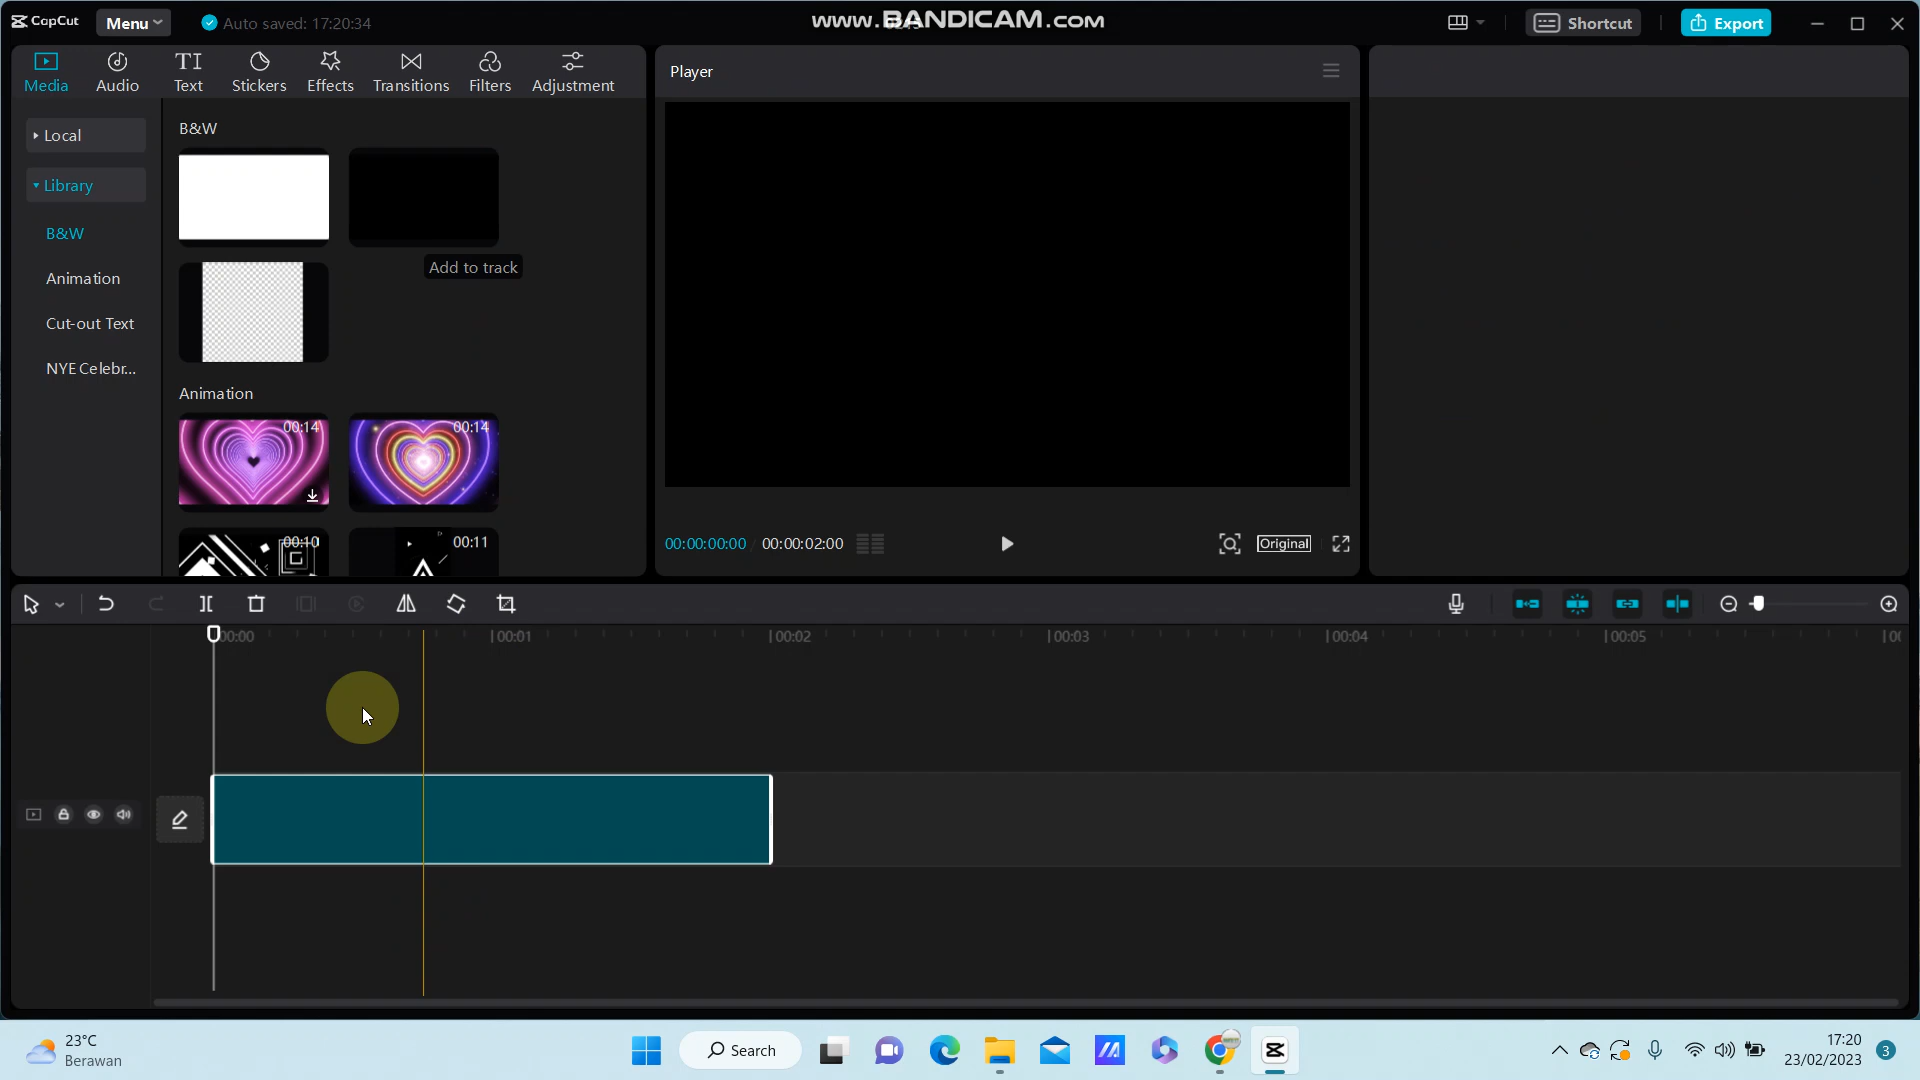 CapCut
Menu
Auto saved: 17:20:34
www.BANDICAM.COM
Shortcut
Export
Media
Audio
Text
Stickers
Effects
Transitions
Filters
Adjustment
Player
Local
Library
B&W
Animation
Cut-out Text
NYE Celebr...
B&W
Add to track
Animation
00:14
00:14
00:10
00:11
00:00:00:00
00:00:02:00
Original
00:00
00:01
00:02
00:03
00:04
00:05
23°C
Berawan
Search
17:20
23/02/2023
3